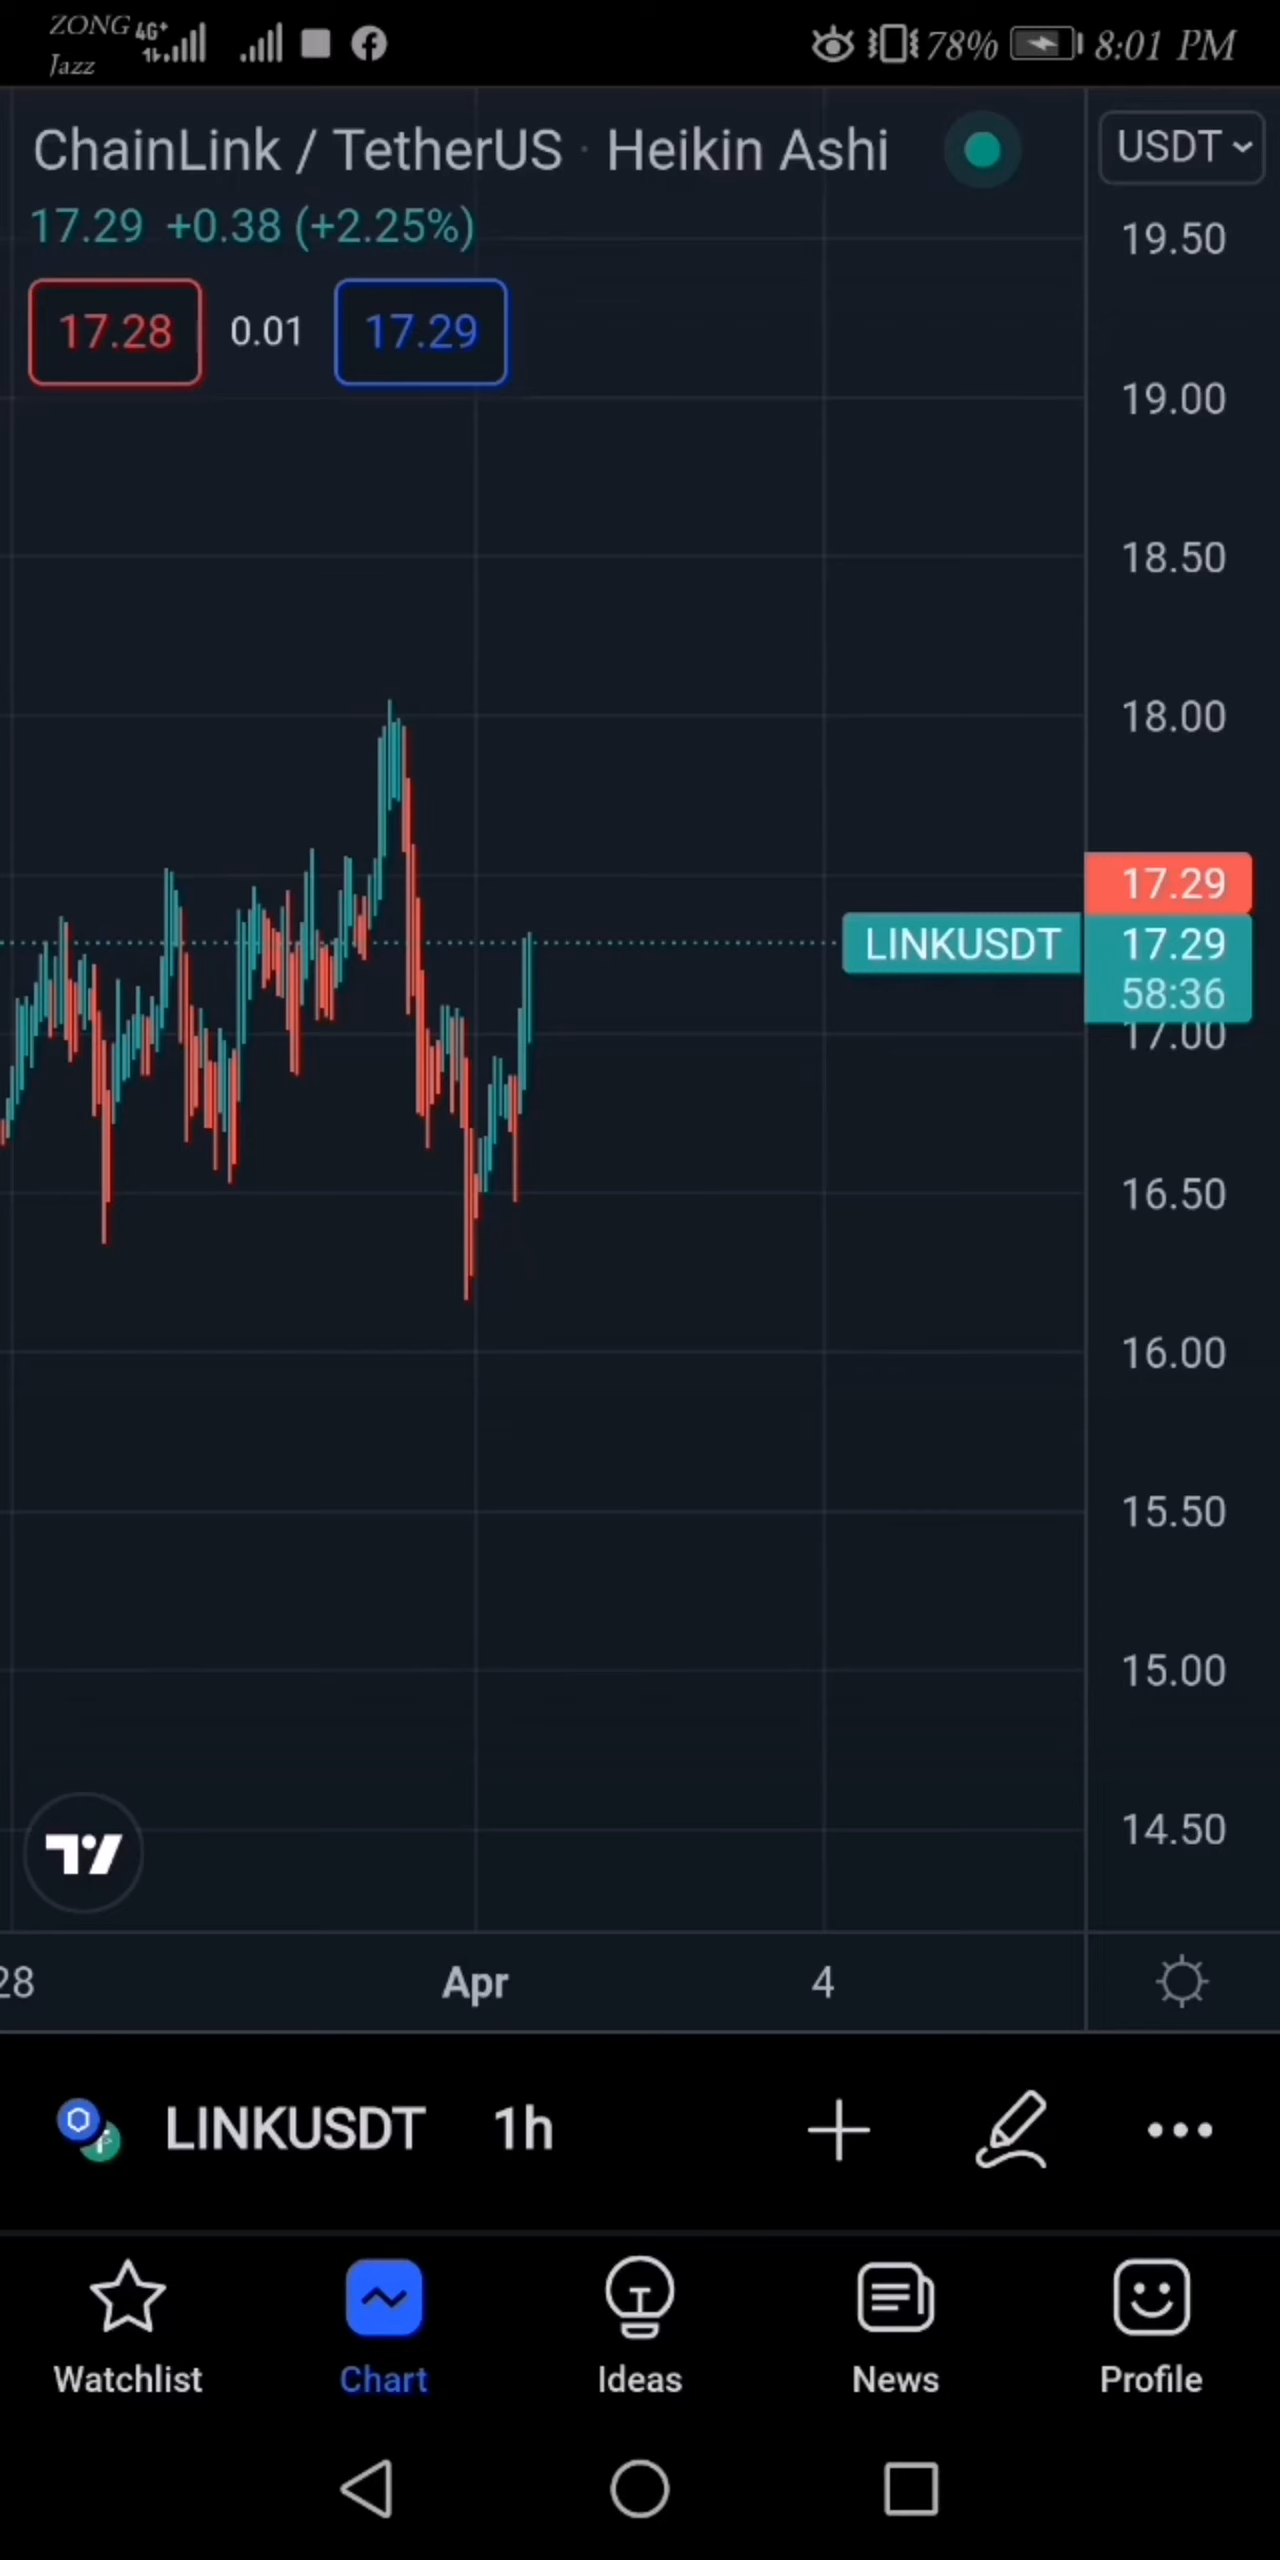 ZONG 4G+
Jazz
78% 8:01 PM
ChainLink / TetherUS · Heikin Ashi
USDT
17.29 +0.38 (+2.25%)
17.28 0.01 17.29
19.50
19.00
18.50
18.00
17.29
LINKUSDT 17.29
58:36
17.00
16.50
16.00
15.50
15.00
14.50
28 Apr 4
LINKUSDT 1h
Watchlist Chart Ideas News Profile